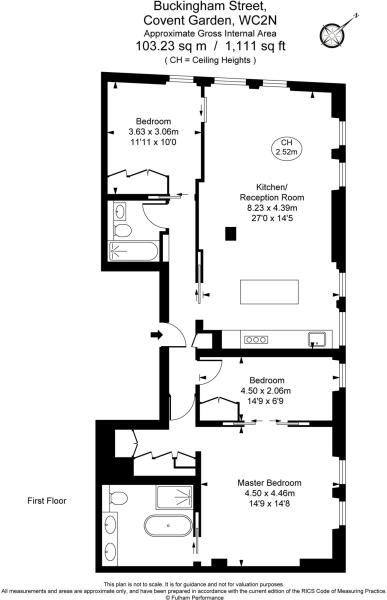 Buckingham Street,
Covent Garden, WC2N
Approximate Gross Internal Area
103.23 sq m / 1,111 sq ft
( CH = Ceiling Heights )
Bedroom
3.63 x 3.06m
11'11 x 10'0
CH
2.52m
Kitchen/
Reception Room
8.23 x 4.39m
27'0 x 14'5
Bedroom
4.50 x 2.06m
14'9 x 6'9
Master Bedroom
4.50 x 4.46m
14'9 x 14'8
First Floor
This plan is not to scale. It is for guidance and not for valuation purposes.
All measurements and areas are approximate only, and have been prepared in accordance with the current edition of the RICS Code of Measuring Practice.
© Fulham Performance